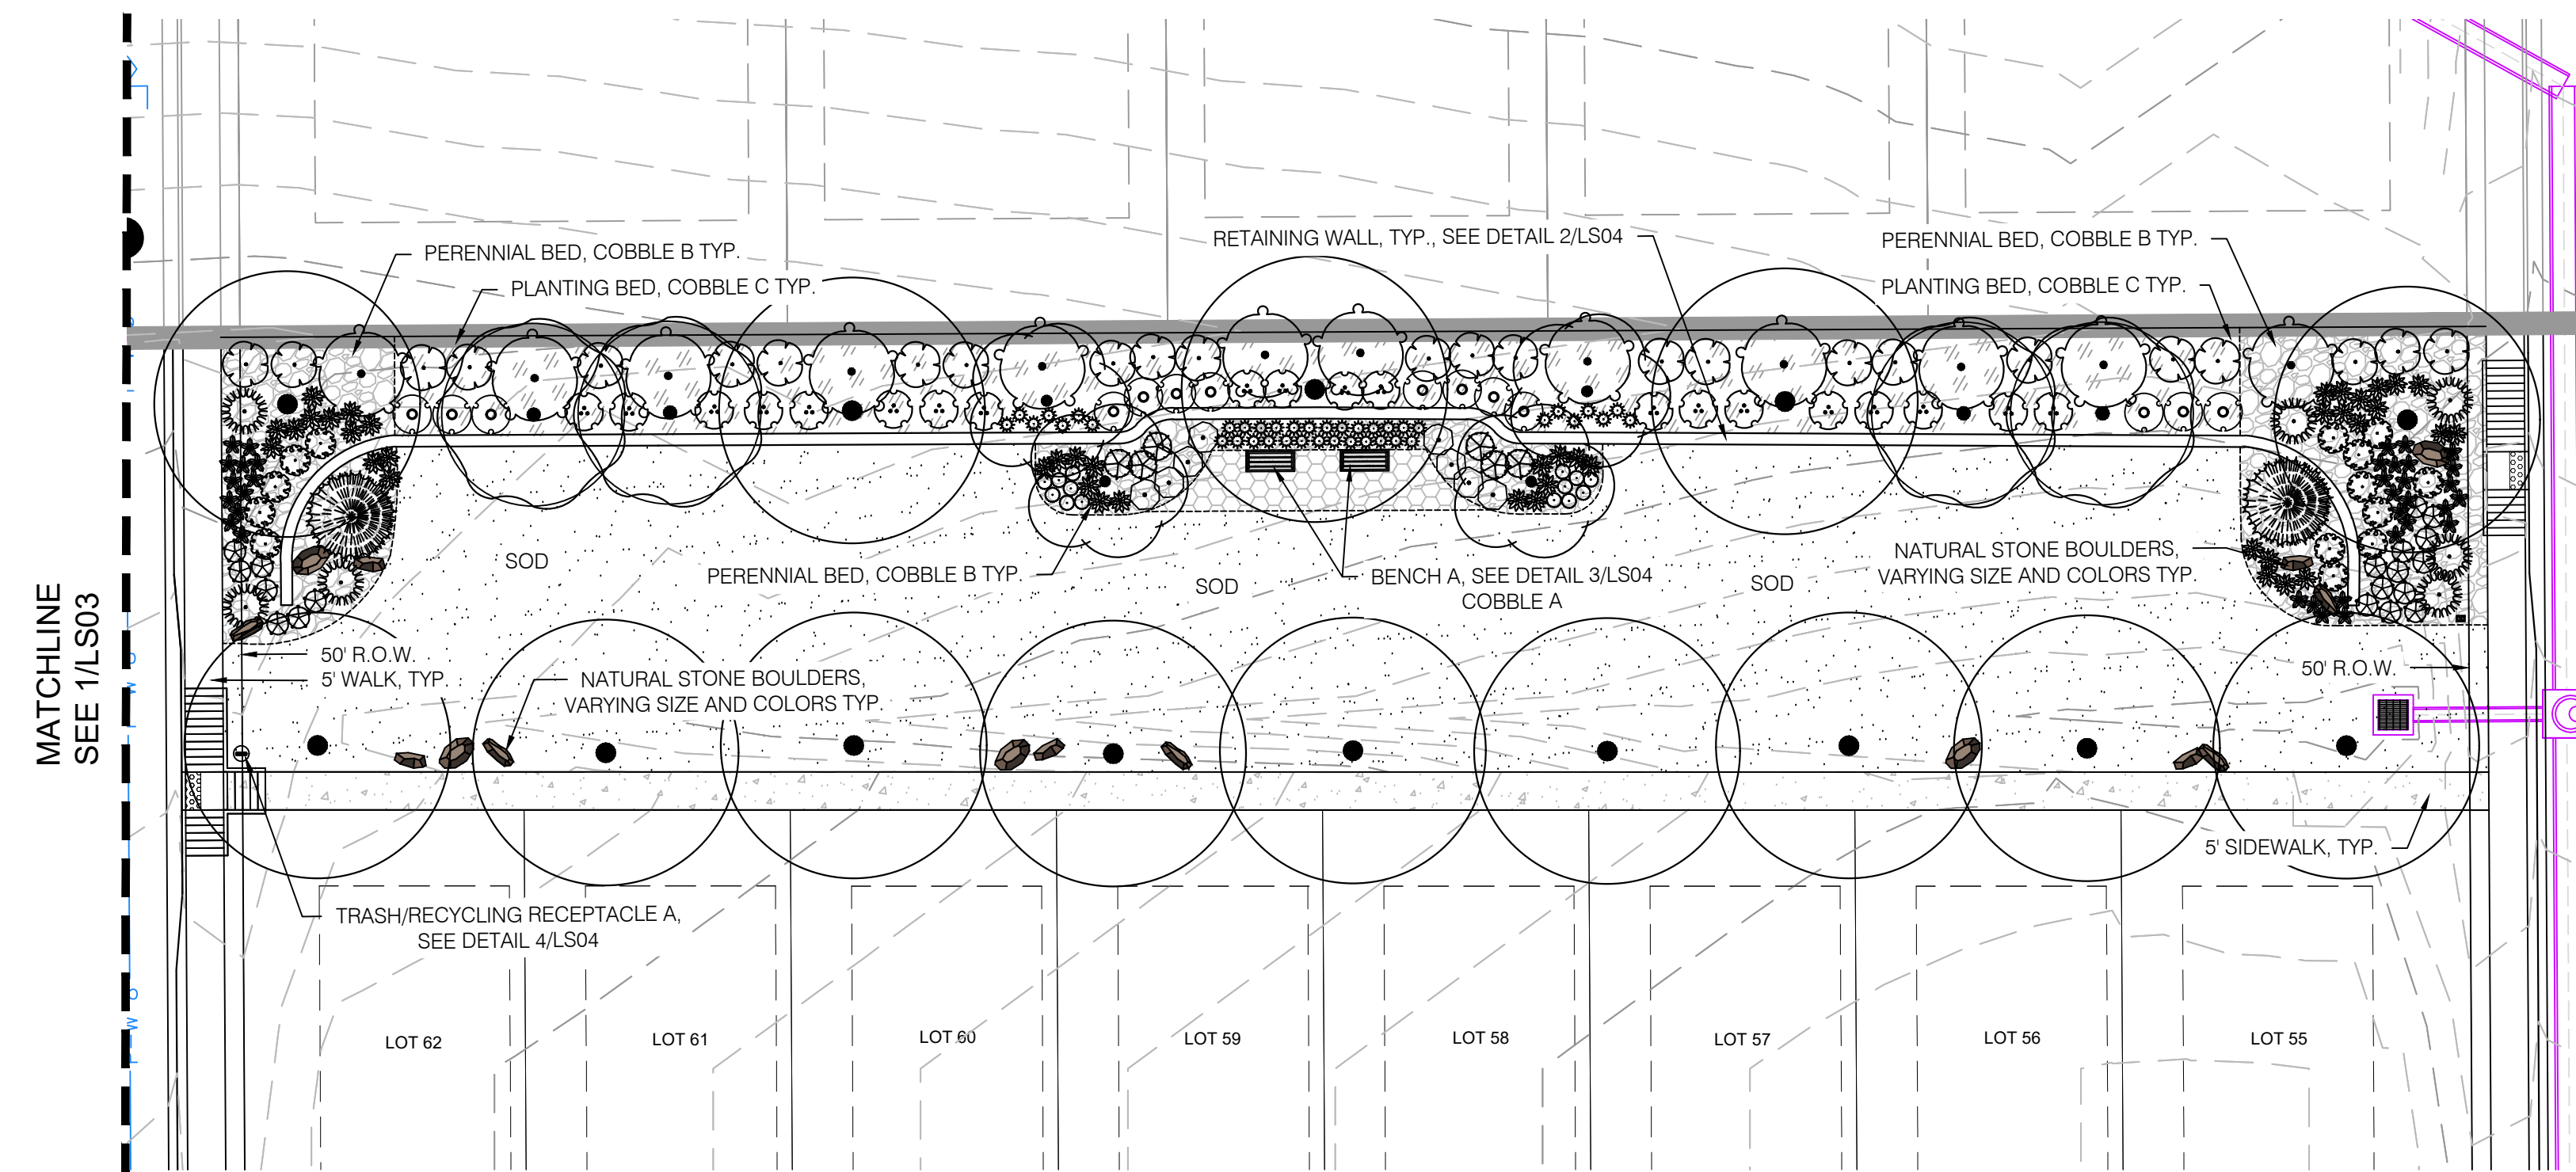 RETAINING WALL, TYP., SEE DETAIL 2/LS04
PERENNIAL BED, COBBLE B TYP.
PERENNIAL BED, COBBLE B TYP.
PLANTING BED, COBBLE C TYP.
PLANTING BED, COBBLE C TYP.
SOD
SOD
SOD
PERENNIAL BED, COBBLE B TYP.
BENCH A, SEE DETAIL 3/LS04
COBBLE A
NATURAL STONE BOULDERS,
VARYING SIZE AND COLORS TYP.
MATCHLINE
SEE 1/LS03
50' R.O.W.
5' WALK, TYP.
NATURAL STONE BOULDERS,
VARYING SIZE AND COLORS TYP.
50' R.O.W.
5' SIDEWALK, TYP.
TRASH/RECYCLING RECEPTACLE A,
SEE DETAIL 4/LS04
LOT 62
LOT 61
LOT 60
LOT 59
LOT 58
LOT 57
LOT 56
LOT 55